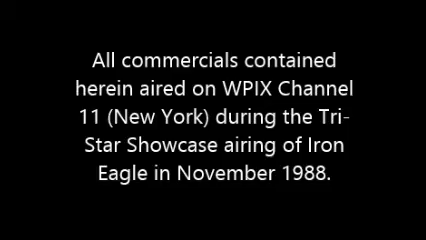 All commercials contained
herein aired on WPIX Channel
11 (New York) during the Tri-
Star Showcase airing of Iron
Eagle in November 1988.